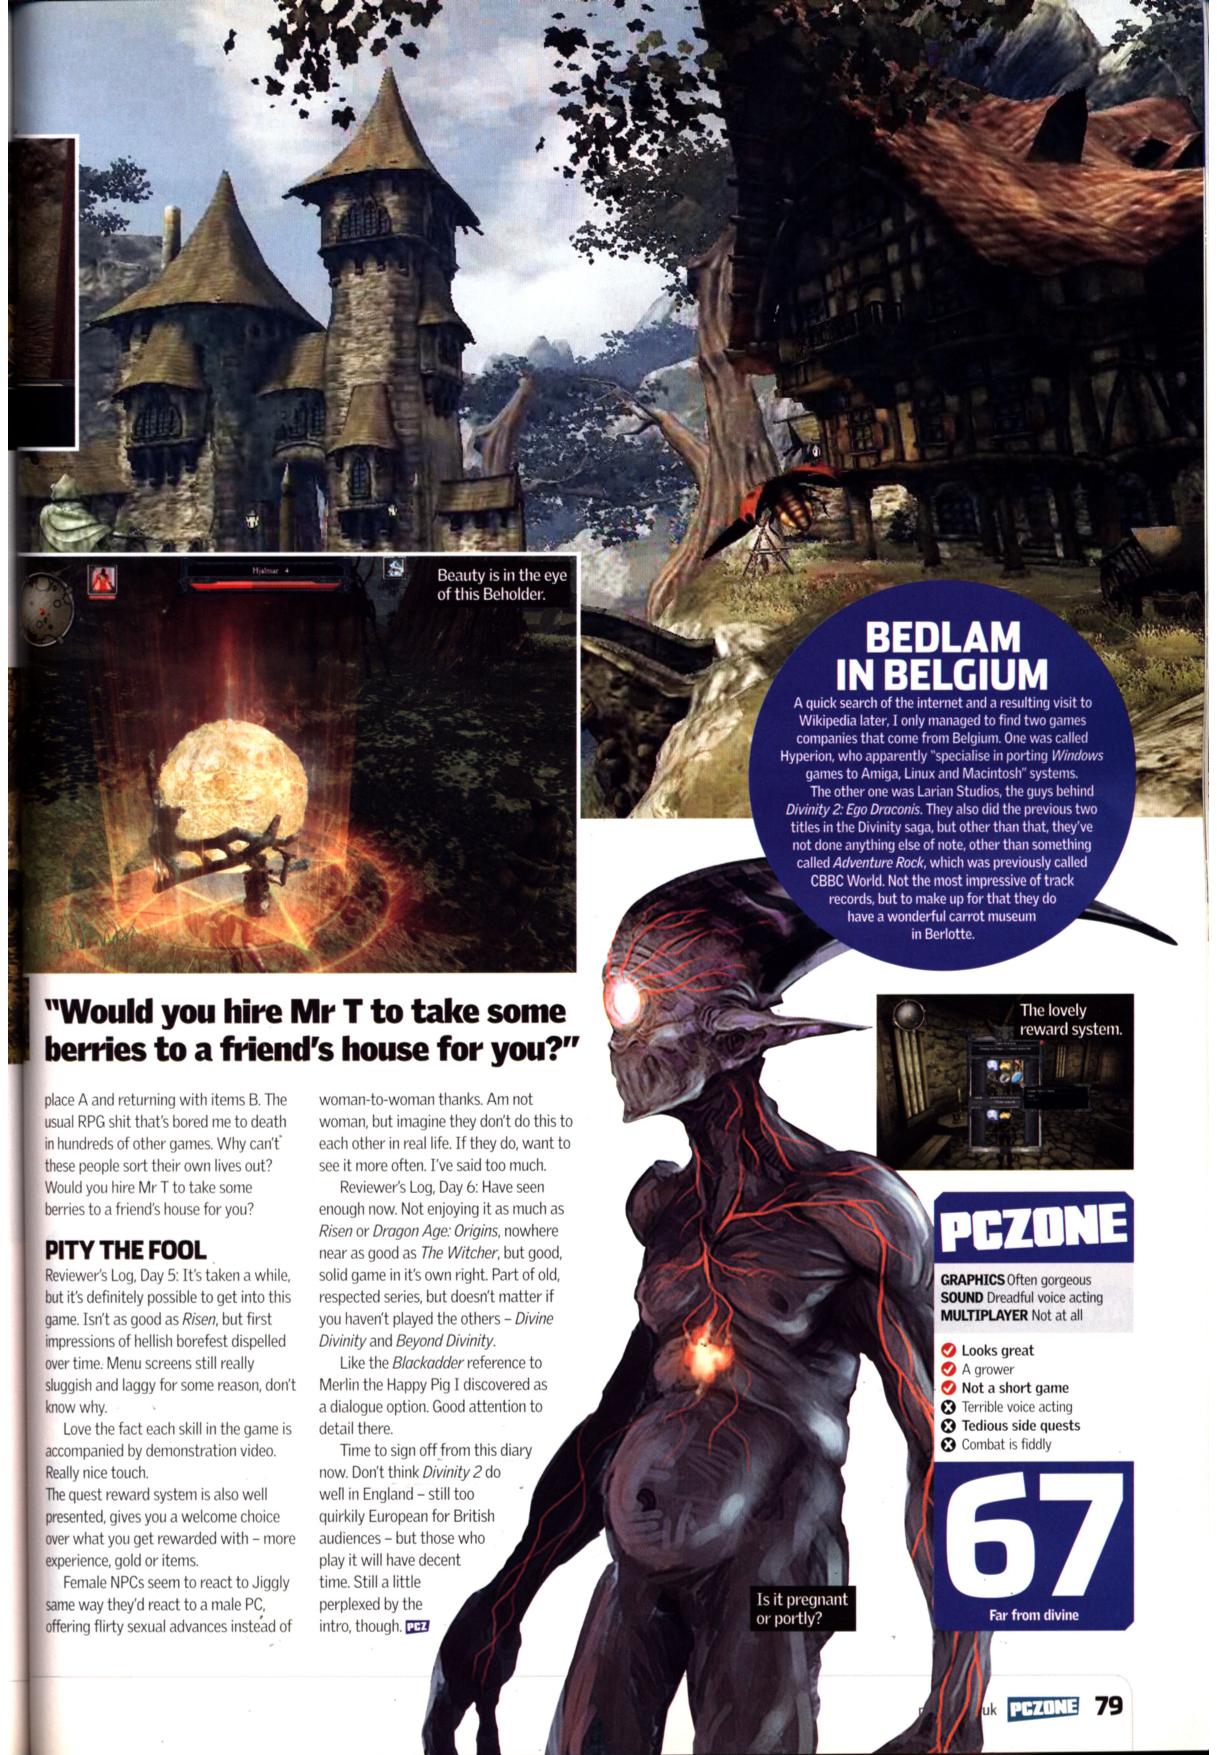 Hjalmar 4
Beauty is in the eye
of this Beholder.
BEDLAM
IN BELGIUM
A quick search of the internet and a resulting visit to
Wikipedia later, I only managed to find two games
companies that come from Belgium. One was called
Hyperion, who apparently "specialise in porting Windows
games to Amiga, Linux and Macintosh" systems.
The other one was Larian Studios, the guys behind
Divinity 2: Ego Draconis. They also did the previous two
titles in the Divinity saga, but other than that, they've
not done anything else of note, other than something
called Adventure Rock, which was previously called
CBBC World. Not the most impressive of track
records, but to make up for that they do
have a wonderful carrot museum
in Berlotte.
"Would you hire Mr T to take some
berries to a friend's house for you?"
place A and returning with items B. The
usual RPG shit that's bored me to death
in hundreds of other games. Why can't
these people sort their own lives out?
Would you hire Mr T to take some
berries to a friend's house for you?
PITY THE FOOL
Reviewer's Log, Day 5: It's taken a while,
but it's definitely possible to get into this
game. Isn't as good as Risen, but first
impressions of hellish borefest dispelled
over time. Menu screens still really
sluggish and laggy for some reason, don't
know why.
Love the fact each skill in the game is
accompanied by demonstration video.
Really nice touch.
The quest reward system is also well
presented, gives you a welcome choice
over what you get rewarded with – more
experience, gold or items.
Female NPCs seem to react to Jiggly
same way they'd react to a male PC,
offering flirty sexual advances instead of
woman-to-woman thanks. Am not
woman, but imagine they don't do this to
each other in real life. If they do, want to
see it more often. I've said too much.
Reviewer's Log, Day 6: Have seen
enough now. Not enjoying it as much as
Risen or Dragon Age: Origins, nowhere
near as good as The Witcher, but good,
solid game in it's own right. Part of old,
respected series, but doesn't matter if
you haven't played the others – Divine
Divinity and Beyond Divinity.
Like the Blackadder reference to
Merlin the Happy Pig I discovered as
a dialogue option. Good attention to
detail there.
Time to sign off from this diary
now. Don't think Divinity 2 do
well in England – still too
quirkily European for British
audiences – but those who
play it will have decent
time. Still a little
perplexed by the
intro, though. PCZ
The lovely
reward system.
PCZONE
GRAPHICS Often gorgeous
SOUND Dreadful voice acting
MULTIPLAYER Not at all
Looks great
A grower
Not a short game
Terrible voice acting
Tedious side quests
Combat is fiddly
67
Far from divine
Is it pregnant
or portly?
uk PCZONE 79